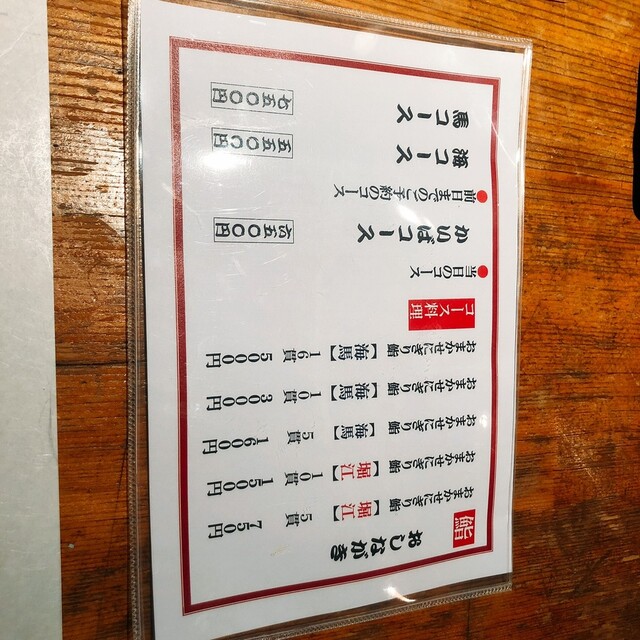 おしながき
鮨
おまかせにぎり鮨【堀江】5貫 750円
おまかせにぎり鮨【堀江】10貫 1500円
おまかせにぎり鮨【海馬】5貫 1600円
おまかせにぎり鮨【海馬】10貫 3000円
おまかせにぎり鮨【海馬】16貫 5000円
コース料理
●当日のコース
かいばコース 六五〇〇円
●前日までのご予約のコース
海コース 五五〇〇円
馬コース 七五〇〇円